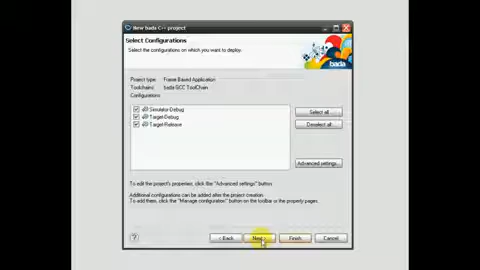 New bada C++ project
Select Configurations
Select the configurations on which you want to deploy.
bada
Project type: Frame Based Application
Toolchains: bada GCC ToolChain
Configurations:
Simulator-Debug
Select all
Target-Debug
Deselect all
Target-Release
Advanced settings...
To edit the project's properties, click the "Advanced settings" button
Additional configurations can be added after the project creation.
To add them, click the "Manage configuration" button on the toolbar or the property pages.
?
< Back
Next >
Finish
Cancel